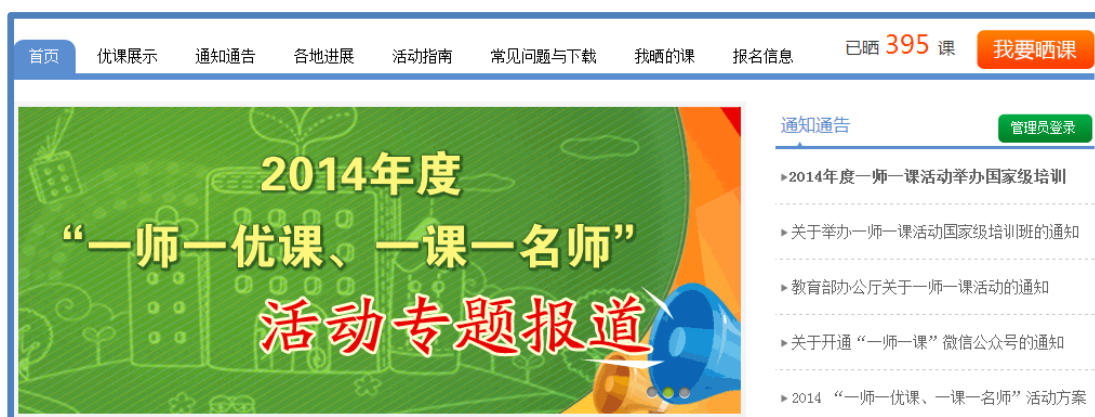 首页 优课展示 通知通告 各地进展 活动指南 常见问题与下载 我晒的课 报名信息 已晒 395 课 我要晒课
2014年度
“一师一优课、一课一名师”
活动专题报道
通知通告 管理员登录
2014年度一师一课活动举办国家级培训
关于举办一师一课活动国家级培训班的通知
教育部办公厅关于一师一课活动的通知
关于开通“一师一课”微信公众号的通知
2014 “一师一优课、一课一名师”活动方案